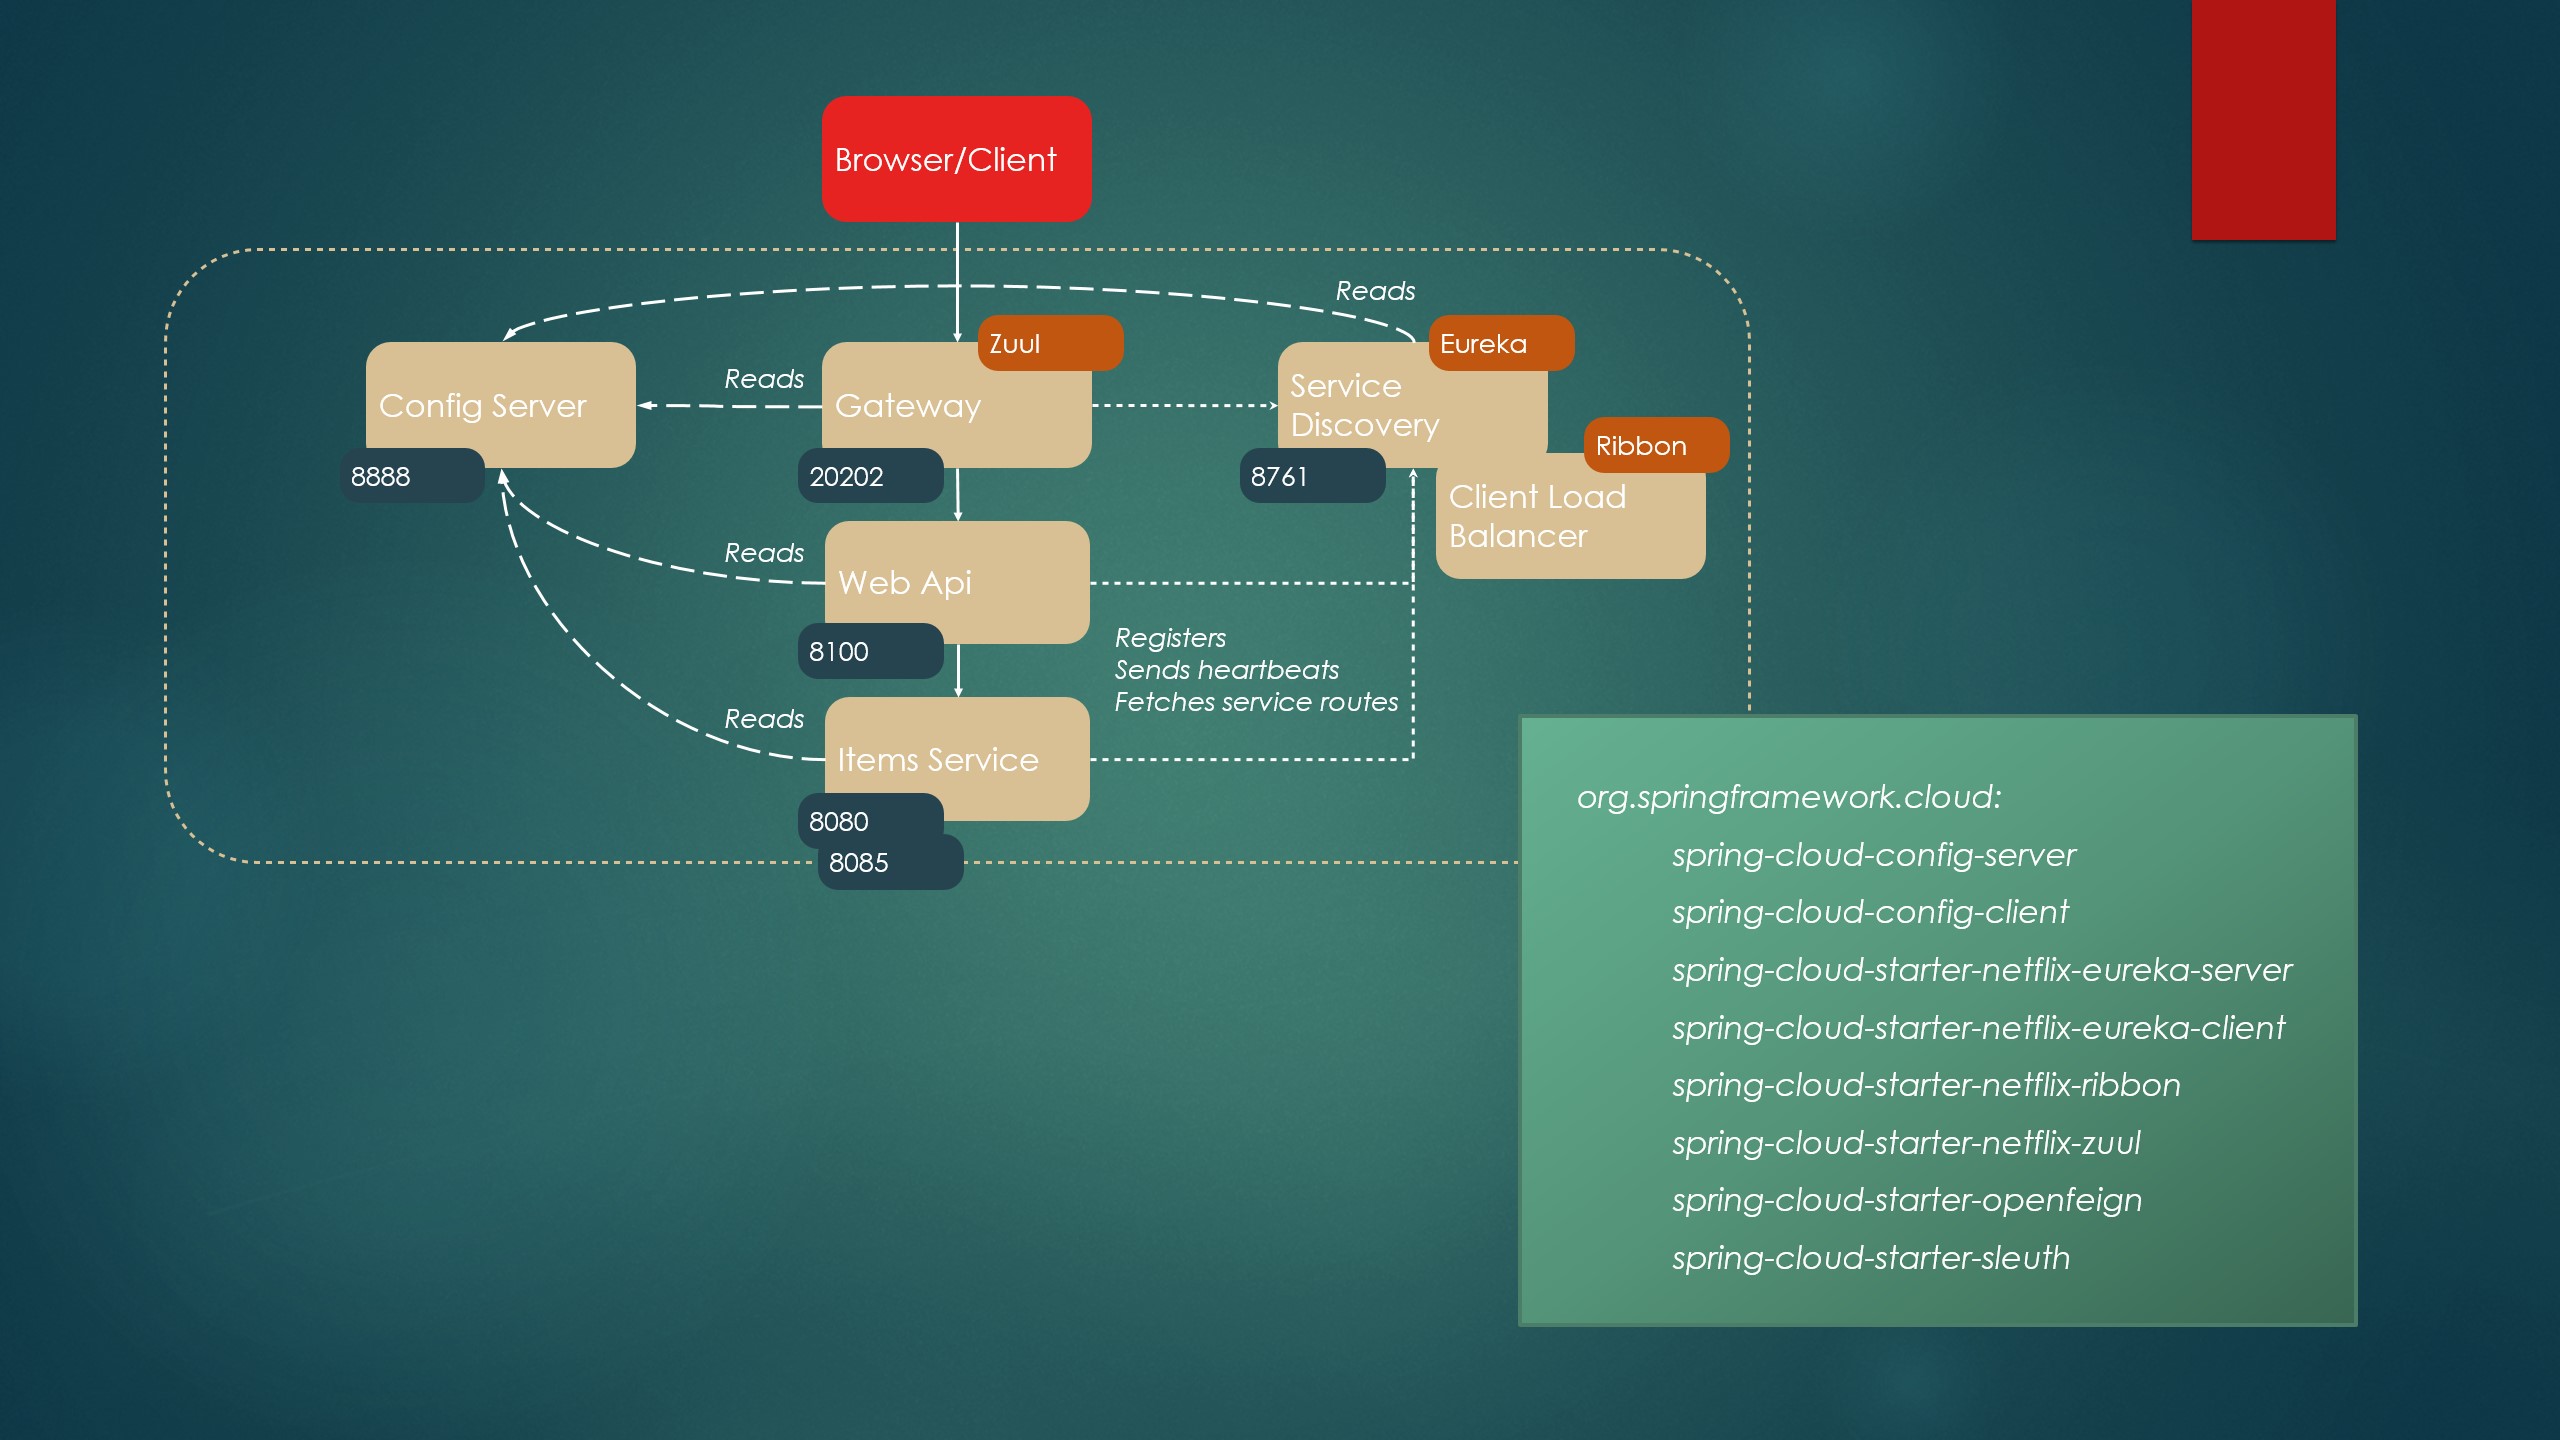 Browser/Client
Reads
Zuul
Eureka
Reads
Config Server
Gateway
Service
Discovery
Ribbon
8888
20202
8761
Client Load
Balancer
Reads
Web Api
8100
Registers
Sends heartbeats
Fetches service routes
Reads
Items Service
8080
8085
org.springframework.cloud:
spring-cloud-config-server
spring-cloud-config-client
spring-cloud-starter-netflix-eureka-server
spring-cloud-starter-netflix-eureka-client
spring-cloud-starter-netflix-ribbon
spring-cloud-starter-netflix-zuul
spring-cloud-starter-openfeign
spring-cloud-starter-sleuth